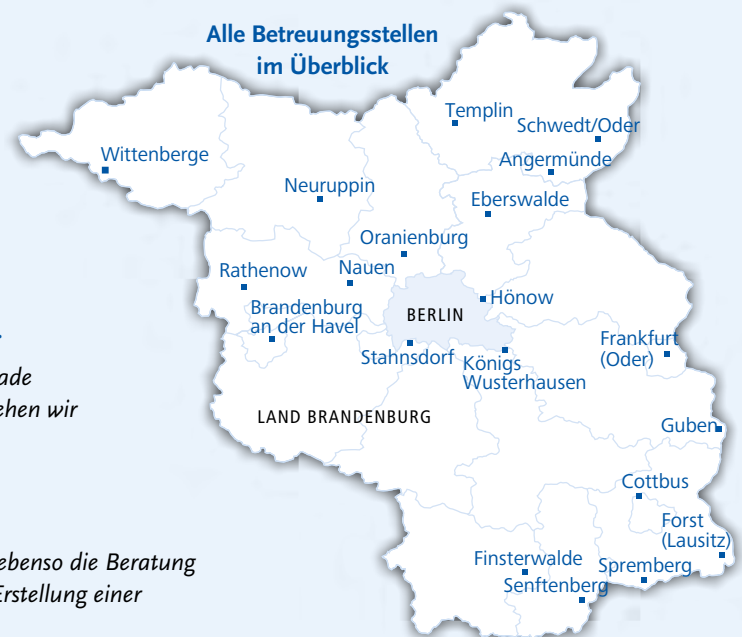 Alle Betreuungsstellen
im Überblick
Templin
Schwedt/Oder
Wittenberge
Angermünde
Neuruppin
Eberswalde
Oranienburg
Rathenow
Nauen
Hönow
Brandenburg
an der Havel
BERLIN
Stahnsdorf
Königs
Wusterhausen
Frankfurt
(Oder)
LAND BRANDENBURG
Guben
Cottbus
Forst
(Lausitz)
Finsterwalde
Spremberg
Senftenberg
ehen wir
ebenso die Beratung
Erstellung einer